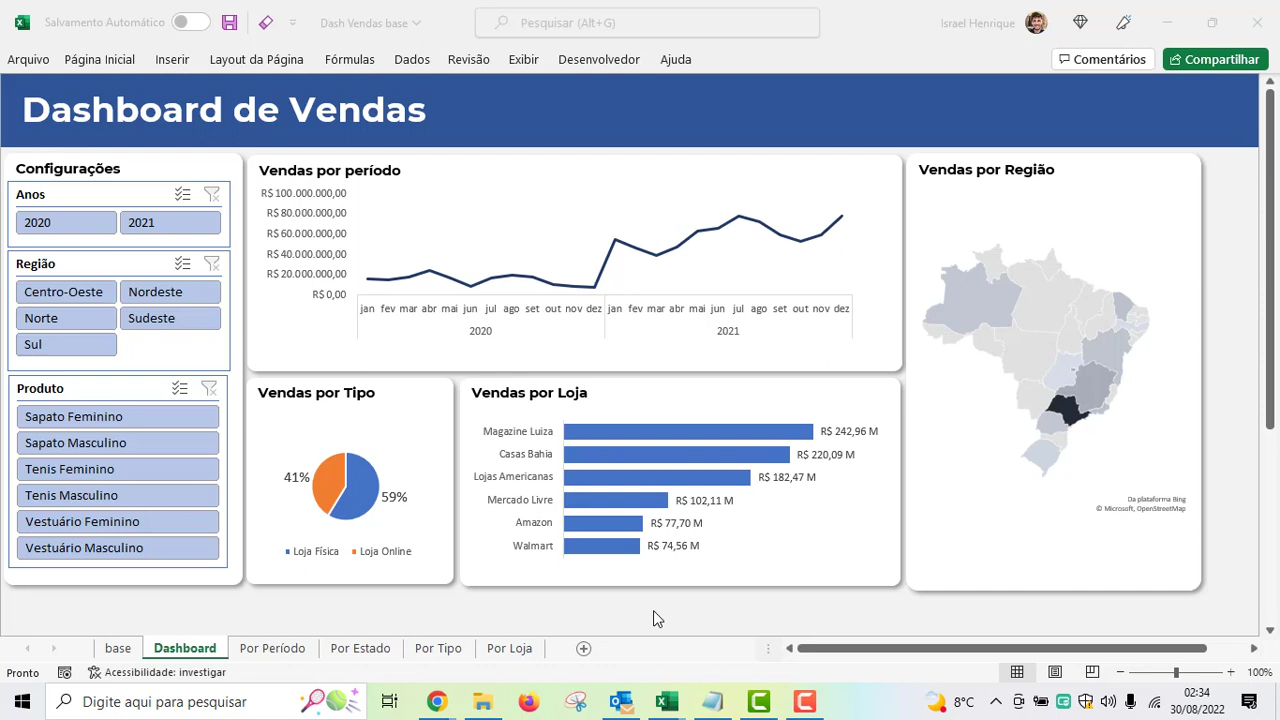 Salvamento Automático
Dash Vendas base
Pesquisar (Alt+G)
Israel Henrique
Arquivo
Página Inicial
Inserir
Layout da Página
Fórmulas
Dados
Revisão
Exibir
Desenvolvedor
Ajuda
Comentários
Compartilhar
Dashboard de Vendas
Configurações
Anos
2020
2021
Região
Centro-Oeste
Nordeste
Norte
Sudeste
Sul
Produto
Sapato Feminino
Sapato Masculino
Tenis Feminino
Tenis Masculino
Vestuário Feminino
Vestuário Masculino
Vendas por período
R$ 100.000.000,00
R$ 80.000.000,00
R$ 60.000.000,00
R$ 40.000.000,00
R$ 20.000.000,00
R$ 0,00
jan fev mar abr mai jun jul ago set out nov dez jan fev mar abr mai jun jul ago set out nov dez
2020
2021
Vendas por Tipo
41%
59%
Loja Física
Loja Online
Vendas por Loja
Magazine Luiza R$ 242,96 M
Casas Bahia R$ 220,09 M
Lojas Americanas R$ 182,47 M
Mercado Livre R$ 102,11 M
Amazon R$ 77,70 M
Walmart R$ 74,56 M
Vendas por Região
Da plataforma Bing
© Microsoft, OpenStreetMap
base
Dashboard
Por Período
Por Estado
Por Tipo
Por Loja
Pronto
Acessibilidade: investigar
100%
Digite aqui para pesquisar
8°C
02:34
30/08/2022